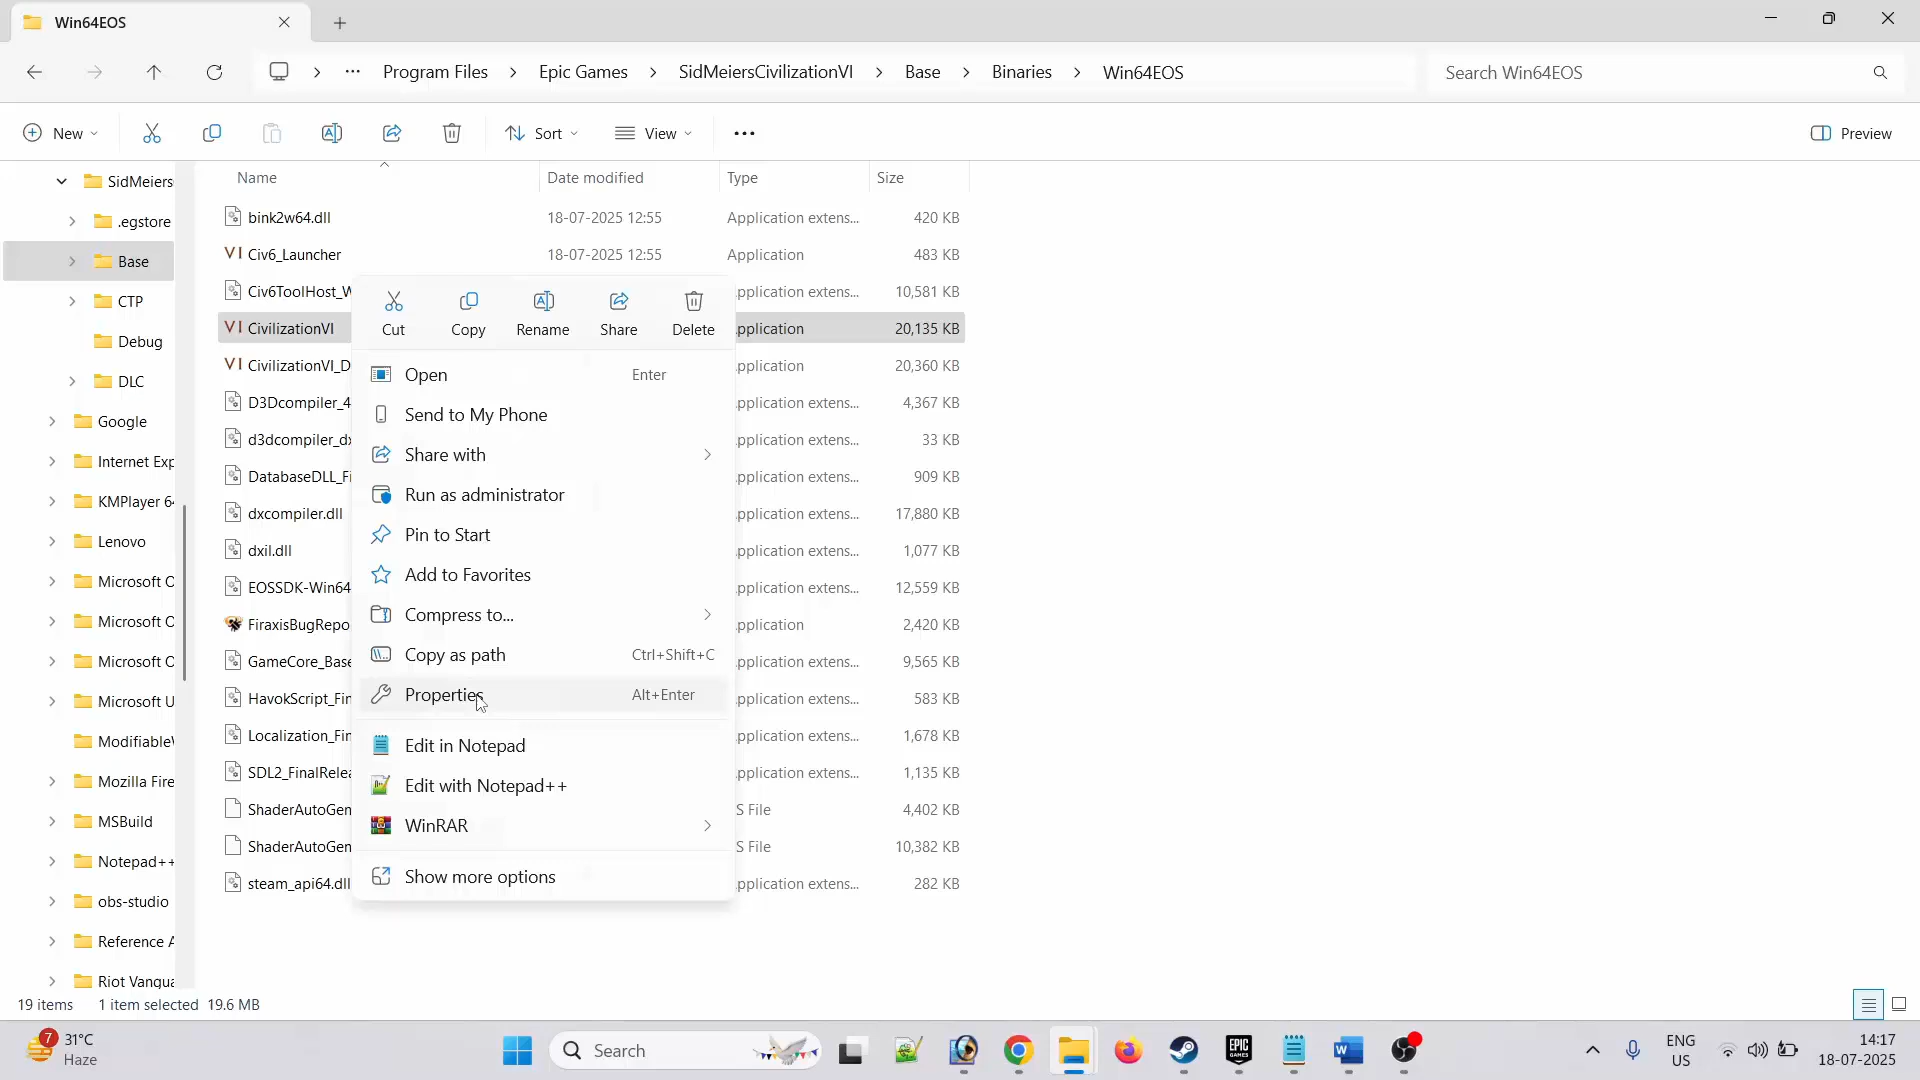 Win64EOS
Program Files
Epic Games
SidMeiersCivilizationVI
Base
Binaries
Win64EOS
Search Win64EOS
New
Sort
View
Preview
Name
Date modified
Type
Size
SidMeiers
.egstore
Base
CTP
Debug
DLC
Google
Internet Exp
KMPlayer 64
Lenovo
Microsoft O
Microsoft O
Microsoft O
Microsoft U
ModifiableW
Mozilla Fire
MSBuild
Notepad++
obs-studio
Reference A
Riot Vangua
bink2w64.dll 18-07-2025 12:55 Application extens... 420 KB
Civ6_Launcher 18-07-2025 12:55 Application 483 KB
Civ6ToolHost_W pplication extens... 10,581 KB
CivilizationVI pplication 20,135 KB
CivilizationVI_D pplication 20,360 KB
D3Dcompiler_4 pplication extens... 4,367 KB
d3dcompiler_dx pplication extens... 33 KB
DatabaseDLL_Fi pplication extens... 909 KB
dxcompiler.dll pplication extens... 17,880 KB
dxil.dll pplication extens... 1,077 KB
EOSSDK-Win64 pplication extens... 12,559 KB
FiraxisBugRepo pplication 2,420 KB
GameCore_Base pplication extens... 9,565 KB
HavokScript_Fin pplication extens... 583 KB
Localization_Fin pplication extens... 1,678 KB
SDL2_FinalRelea pplication extens... 1,135 KB
ShaderAutoGen S File 4,402 KB
ShaderAutoGen S File 10,382 KB
steam_api64.dll pplication extens... 282 KB
Cut
Copy
Rename
Share
Delete
Open Enter
Send to My Phone
Share with
Run as administrator
Pin to Start
Add to Favorites
Compress to...
Copy as path Ctrl+Shift+C
Properties Alt+Enter
Edit in Notepad
Edit with Notepad++
WinRAR
Show more options
19 items 1 item selected 19.6 MB
7
31°C
Haze
Search
EPIC
GAMES
ENG
US
14:17
18-07-2025